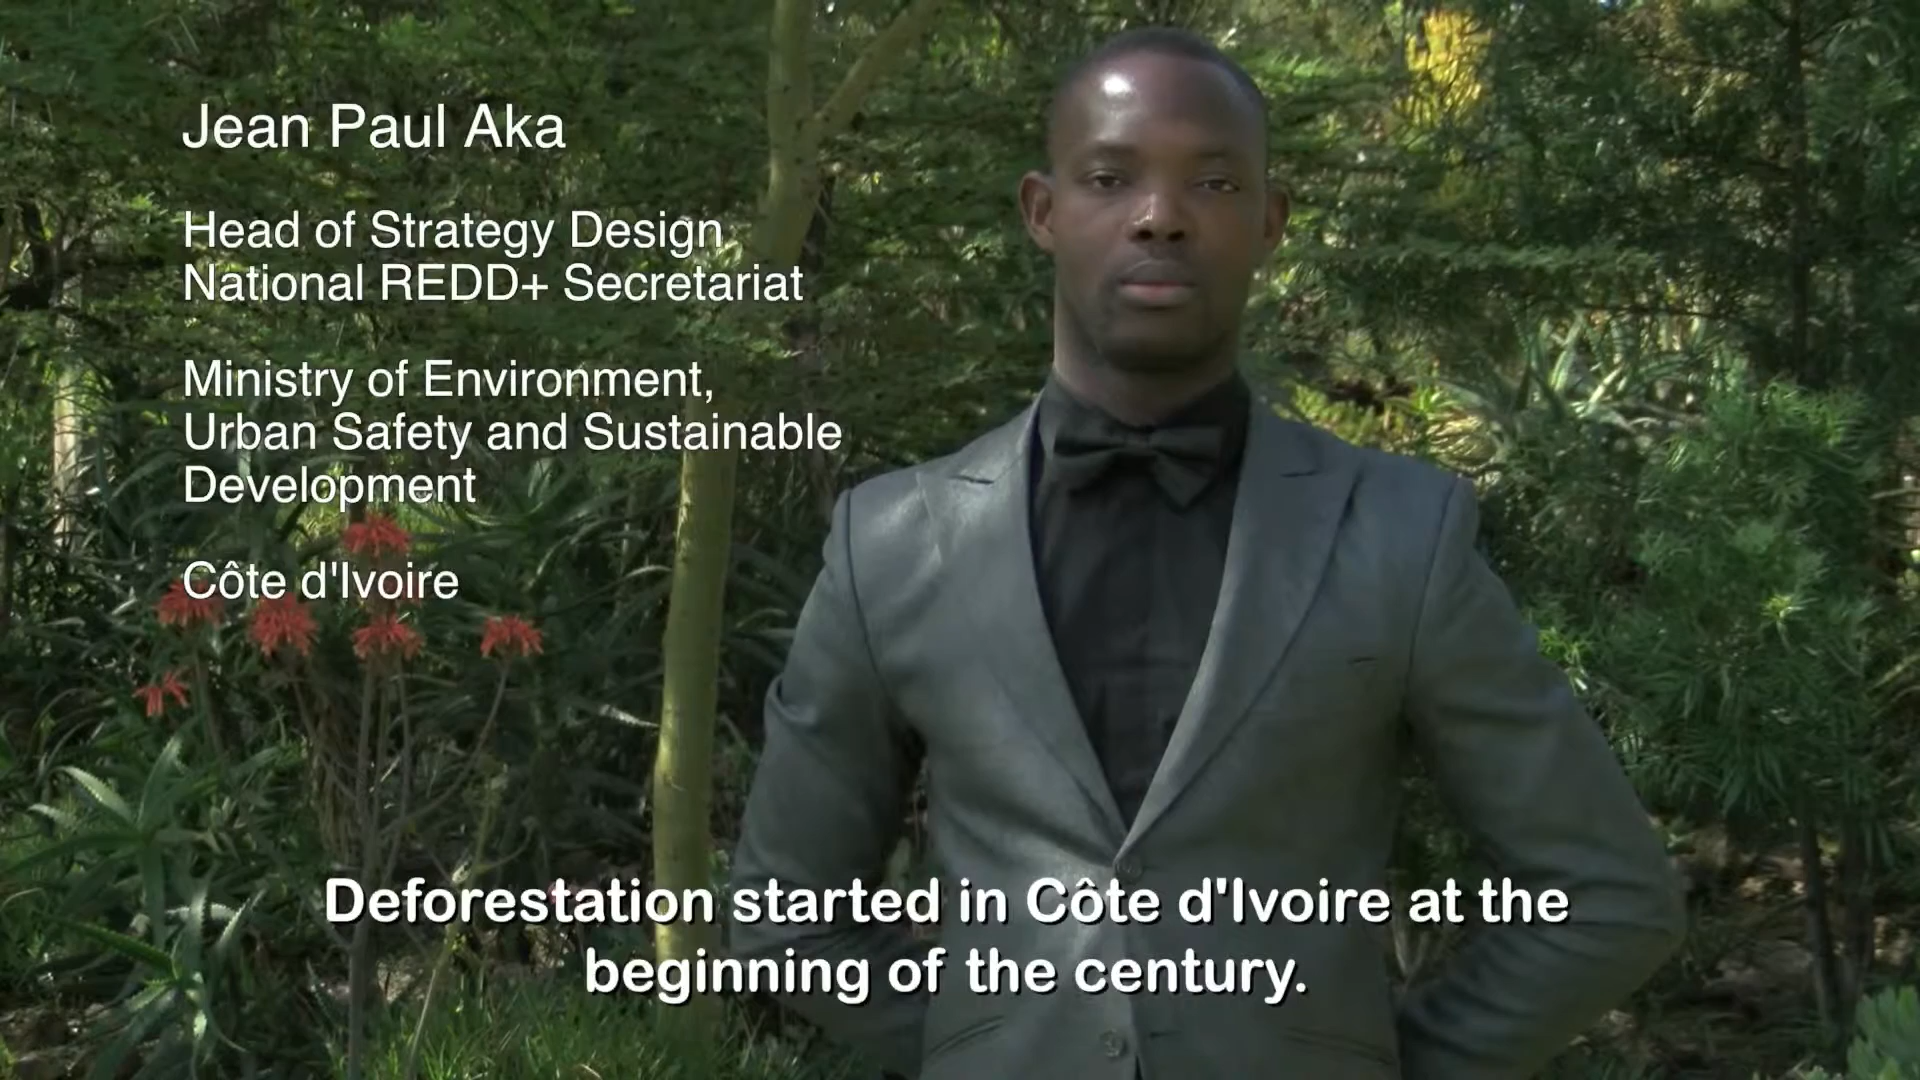 Jean Paul Aka
Head of Strategy Design
National REDD+ Secretariat
Ministry of Environment,
Urban Safety and Sustainable
Development
Côte d'Ivoire
Deforestation started in Côte d'Ivoire at the
beginning of the century.